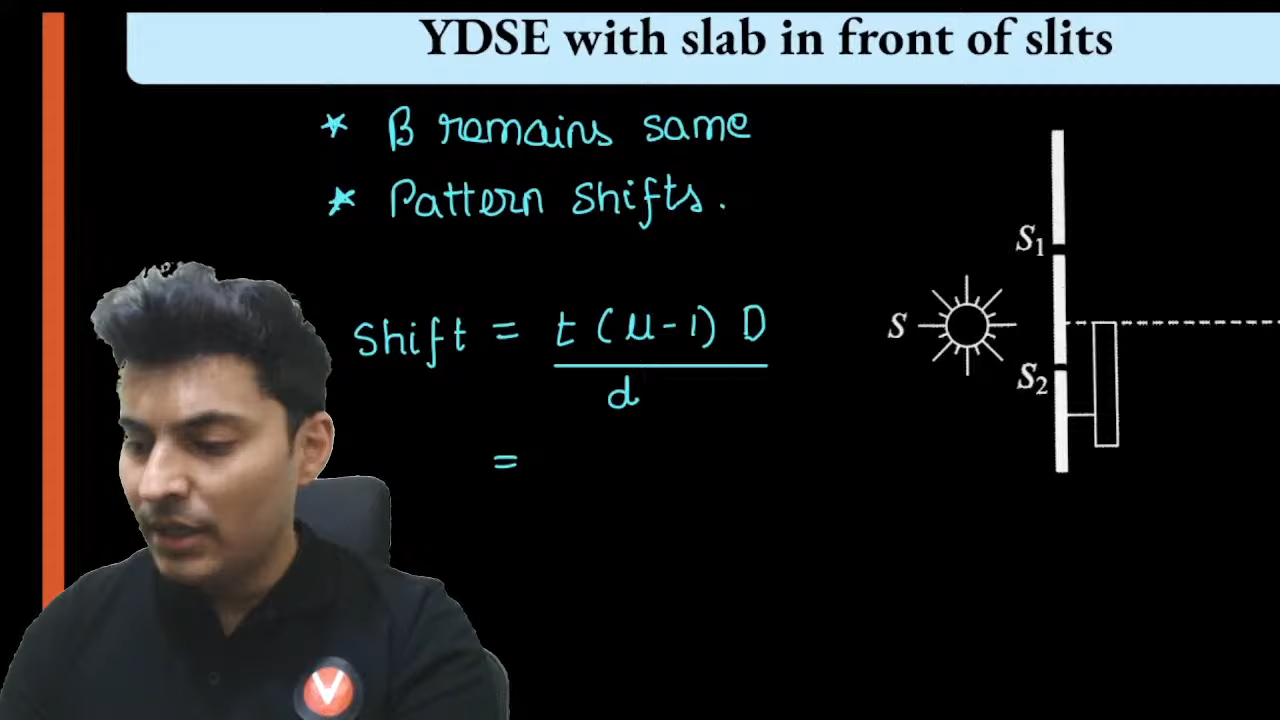 YDSE with slab in front of slits
* β remains same
* Pattern shifts.
Shift = t (μ-1) D
d
=
S1
S
S2
V